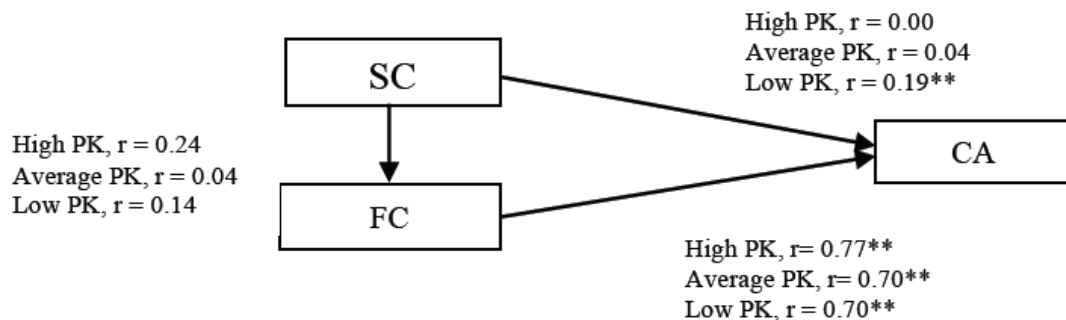 High PK, r = 0.00
Average PK, r = 0.04
Low PK, r = 0.19**
SC
CA
High PK, r = 0.24
Average PK, r = 0.04
Low PK, r = 0.14
FC
High PK, r= 0.77**
Average PK, r= 0.70**
Low PK, r = 0.70**